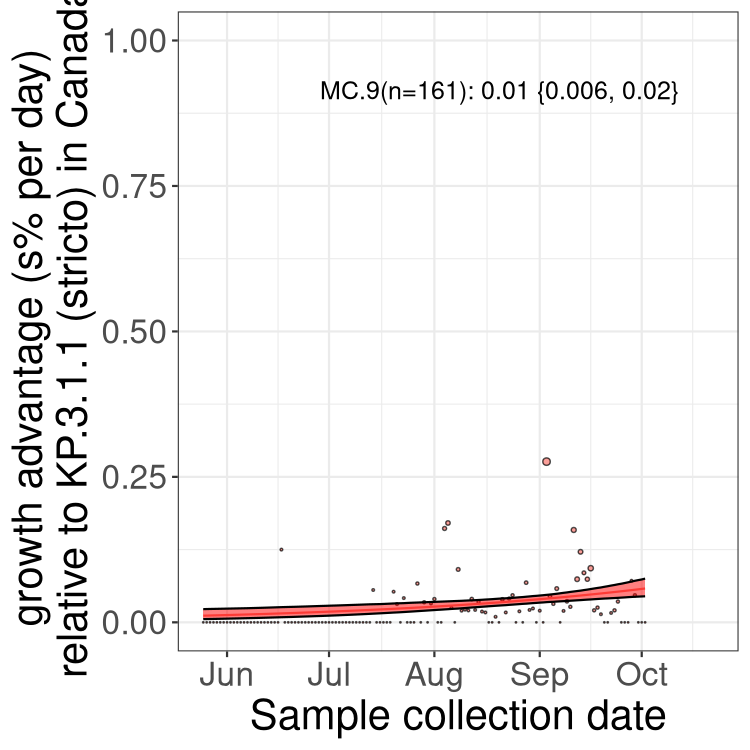 growth advantage (s% per day)
relative to KP.3.1.1 (stricto) in Canada
1.00
0.75
0.50
0.25
0.00
MC.9(n=161): 0.01 {0.006, 0.02}
Jun Jul Aug Sep Oct
Sample collection date